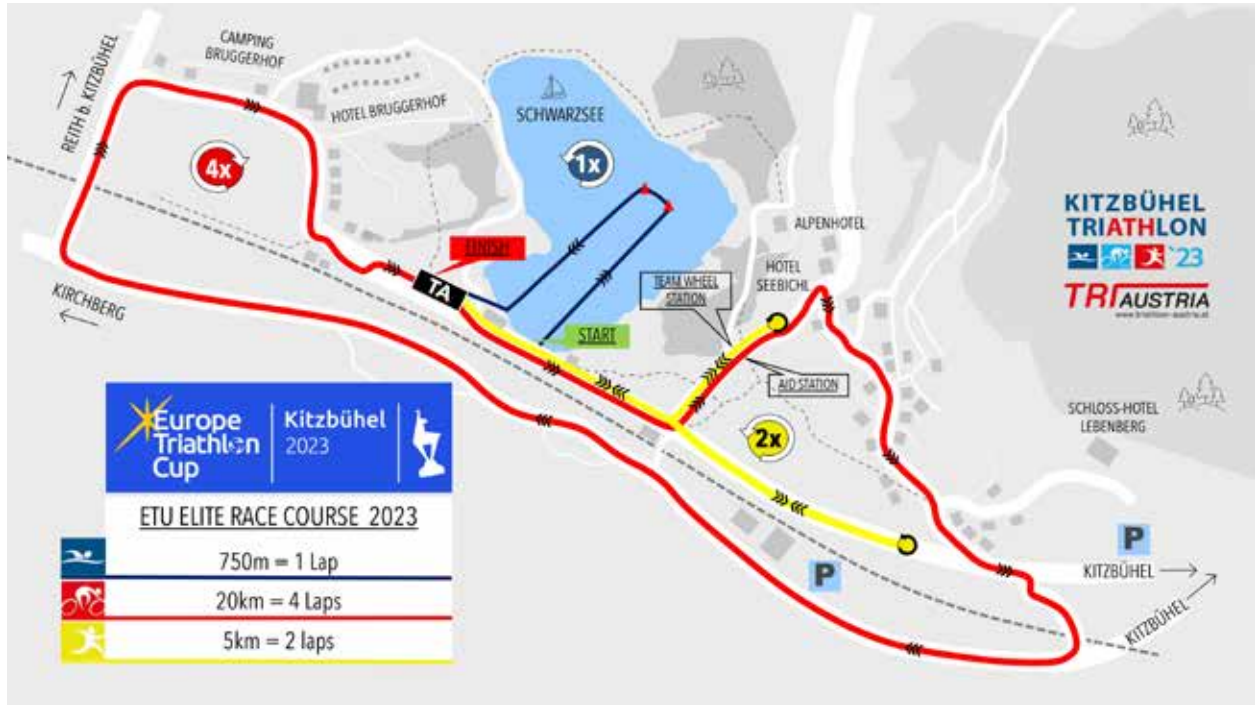 CAMPING
BRUGGERHOF
REITH b. KITZBÜHEL
HOTEL BRUGGERHOF
SCHWARZSEE
4x
1x
KITZBÜHEL
TRIATHLON
'23
TRI AUSTRIA
www.triathlon-austria.at
ALPENHOTEL
FINISH
TEAM WHEEL
STATION
HOTEL
SEEBICHL
TA
KIRCHBERG
START
AID STATION
2x
SCHLOSS-HOTEL
LEBENBERG
Europe
Triathlon
Cup
Kitzbühel
2023
ETU ELITE RACE COURSE 2023
750m = 1 Lap
20km = 4 Laps
5km = 2 laps
P
P
KITZBÜHEL
KITZBÜHEL